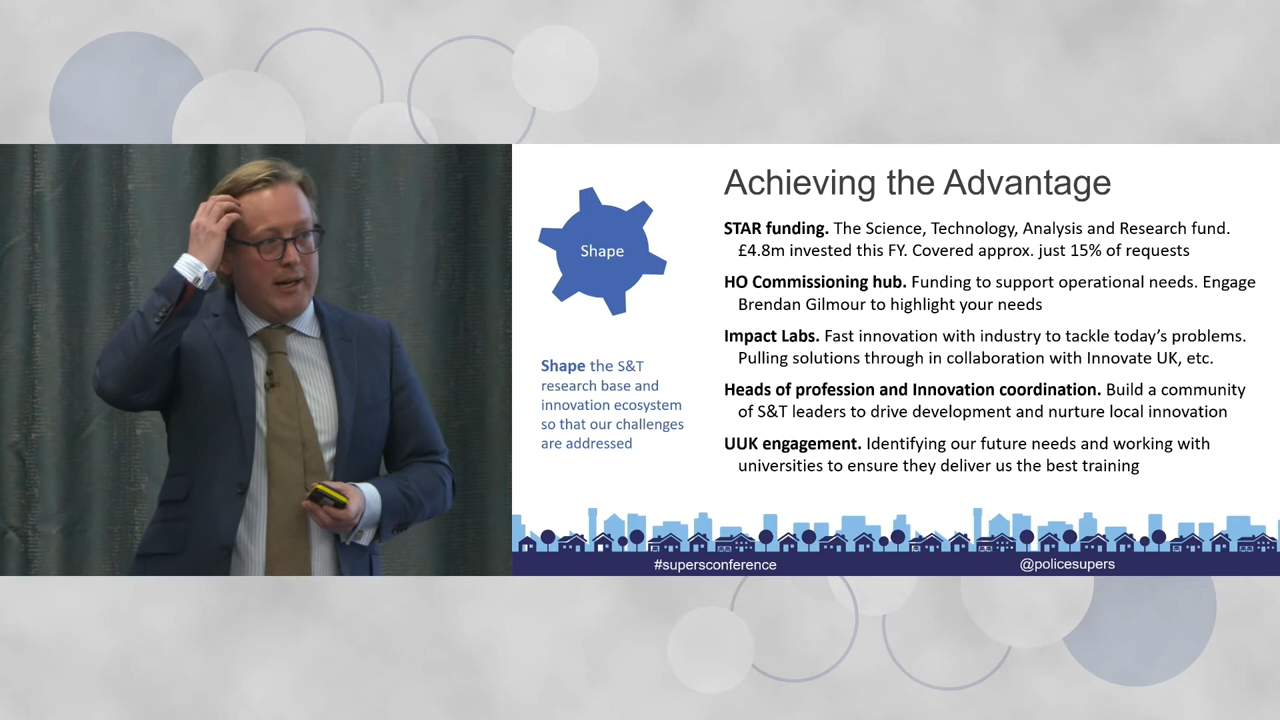 Achieving the Advantage
Shape
STAR funding. The Science, Technology, Analysis and Research fund.
£4.8m invested this FY. Covered approx. just 15% of requests
HO Commissioning hub. Funding to support operational needs. Engage
Brendan Gilmour to highlight your needs
Impact Labs. Fast innovation with industry to tackle today’s problems.
Pulling solutions through in collaboration with Innovate UK, etc.
Heads of profession and Innovation coordination. Build a community
of S&T leaders to drive development and nurture local innovation
UUK engagement. Identifying our future needs and working with
universities to ensure they deliver us the best training
Shape the S&T
research base and
innovation ecosystem
so that our challenges
are addressed
#supersconference
@policesupers